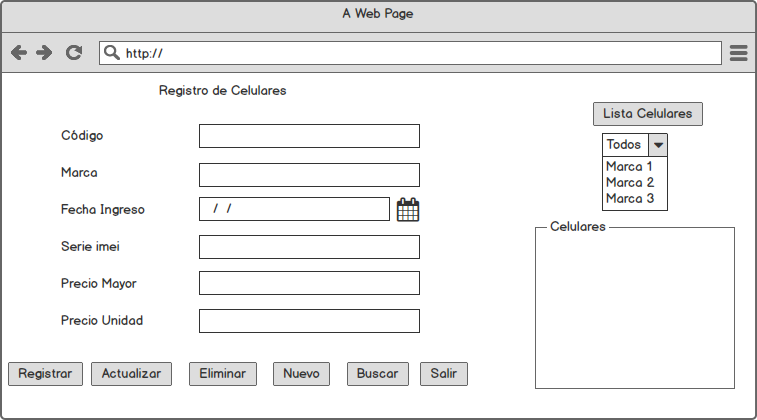 A Web Page
http://
Registro de Celulares
Código
Marca
Fecha Ingreso
/ /
Serie imei
Precio Mayor
Precio Unidad
Registrar
Actualizar
Eliminar
Nuevo
Buscar
Salir
Lista Celulares
Todos
Marca 1
Marca 2
Marca 3
Celulares